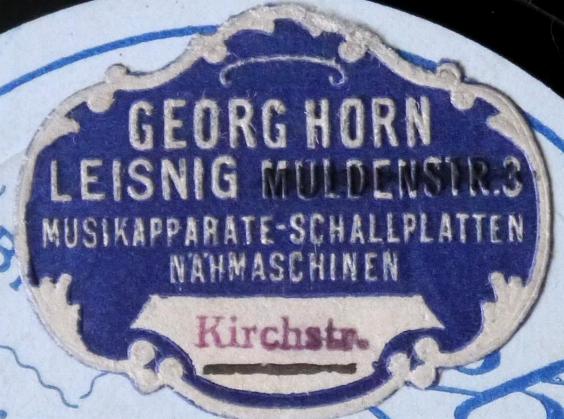 GEORG HORN
LEISNIG MULDENSTR.3
MUSIKAPPARATE-SCHALLPLATTEN
NÄHMASCHINEN
Kirchstr.